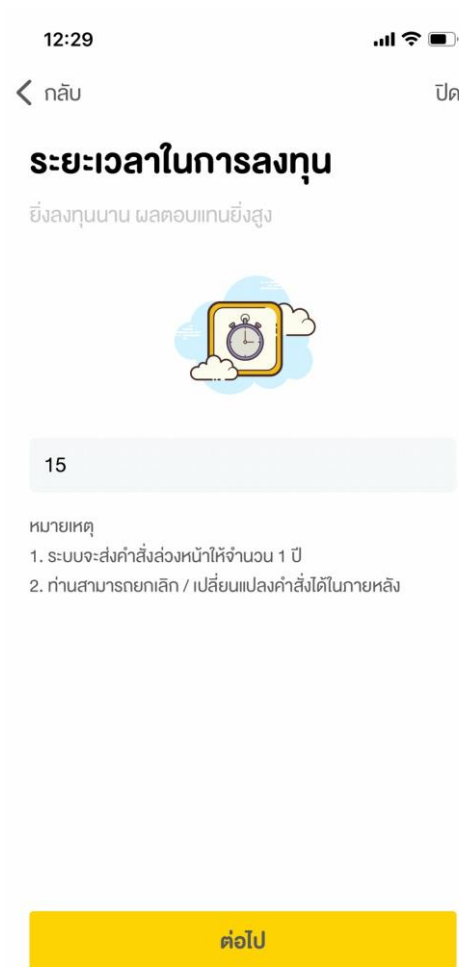 12:29
กลับ
ปิด
ระยะเวลาในการลงทุน
ยิ่งลงทุนนาน ผลตอบแทนยิ่งสูง
15
หมายเหตุ
1. ระบบจะส่งคำสั่งล่วงหน้าให้จำนวน 1 ปี
2. ท่านสามารถยกเลิก / เปลี่ยนแปลงคำสั่งได้ในภายหลัง
ต่อไป